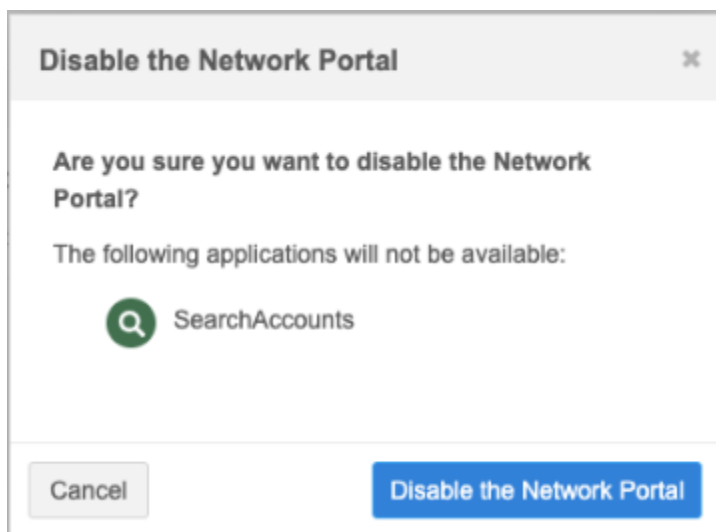 Disable the Network Portal
Are you sure you want to disable the Network
Portal?
The following applications will not be available:
SearchAccounts
Cancel
Disable the Network Portal